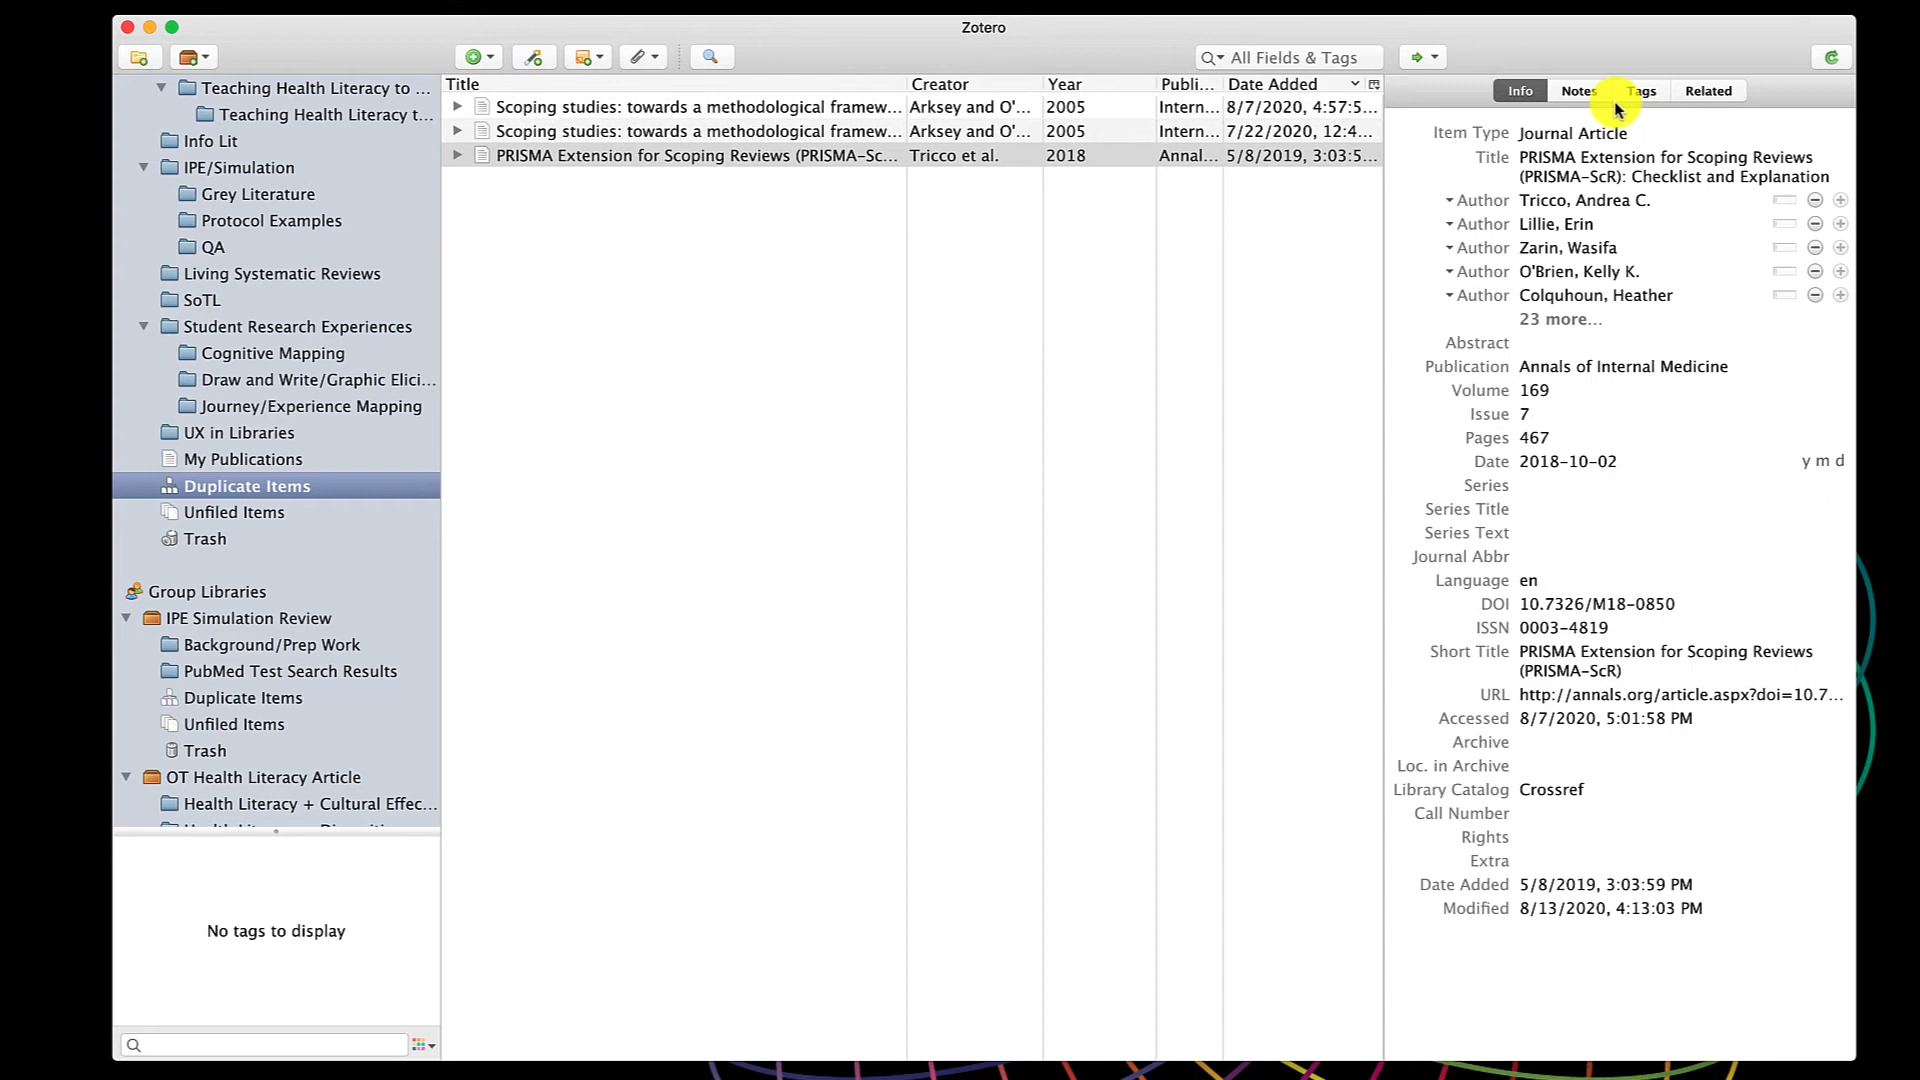 Zotero
All Fields & Tags
Teaching Health Literacy to ...
Teaching Health Literacy t...
Info Lit
IPE/Simulation
Grey Literature
Protocol Examples
QA
Living Systematic Reviews
SoTL
Student Research Experiences
Cognitive Mapping
Draw and Write/Graphic Elici...
Journey/Experience Mapping
UX in Libraries
My Publications
Duplicate Items
Unfiled Items
Trash
Group Libraries
IPE Simulation Review
Background/Prep Work
PubMed Test Search Results
Duplicate Items
Unfiled Items
Trash
OT Health Literacy Article
Health Literacy + Cultural Effec...
No tags to display
Title Creator Year Publi... Date Added
Scoping studies: towards a methodological framew... Arksey and O'... 2005 Intern... 8/7/2020, 4:57:5...
Scoping studies: towards a methodological framew... Arksey and O'... 2005 Intern... 7/22/2020, 12:4...
PRISMA Extension for Scoping Reviews (PRISMA-Sc... Tricco et al. 2018 Annal... 5/8/2019, 3:03:5...
Info Notes Tags Related
Item Type Journal Article
Title PRISMA Extension for Scoping Reviews
(PRISMA-ScR): Checklist and Explanation
Author Tricco, Andrea C.
Author Lillie, Erin
Author Zarin, Wasifa
Author O'Brien, Kelly K.
Author Colquhoun, Heather
23 more...
Abstract
Publication Annals of Internal Medicine
Volume 169
Issue 7
Pages 467
Date 2018-10-02 y m d
Series
Series Title
Series Text
Journal Abbr
Language en
DOI 10.7326/M18-0850
ISSN 0003-4819
Short Title PRISMA Extension for Scoping Reviews
(PRISMA-ScR)
URL http://annals.org/article.aspx?doi=10.7...
Accessed 8/7/2020, 5:01:58 PM
Archive
Loc. in Archive
Library Catalog Crossref
Call Number
Rights
Extra
Date Added 5/8/2019, 3:03:59 PM
Modified 8/13/2020, 4:13:03 PM